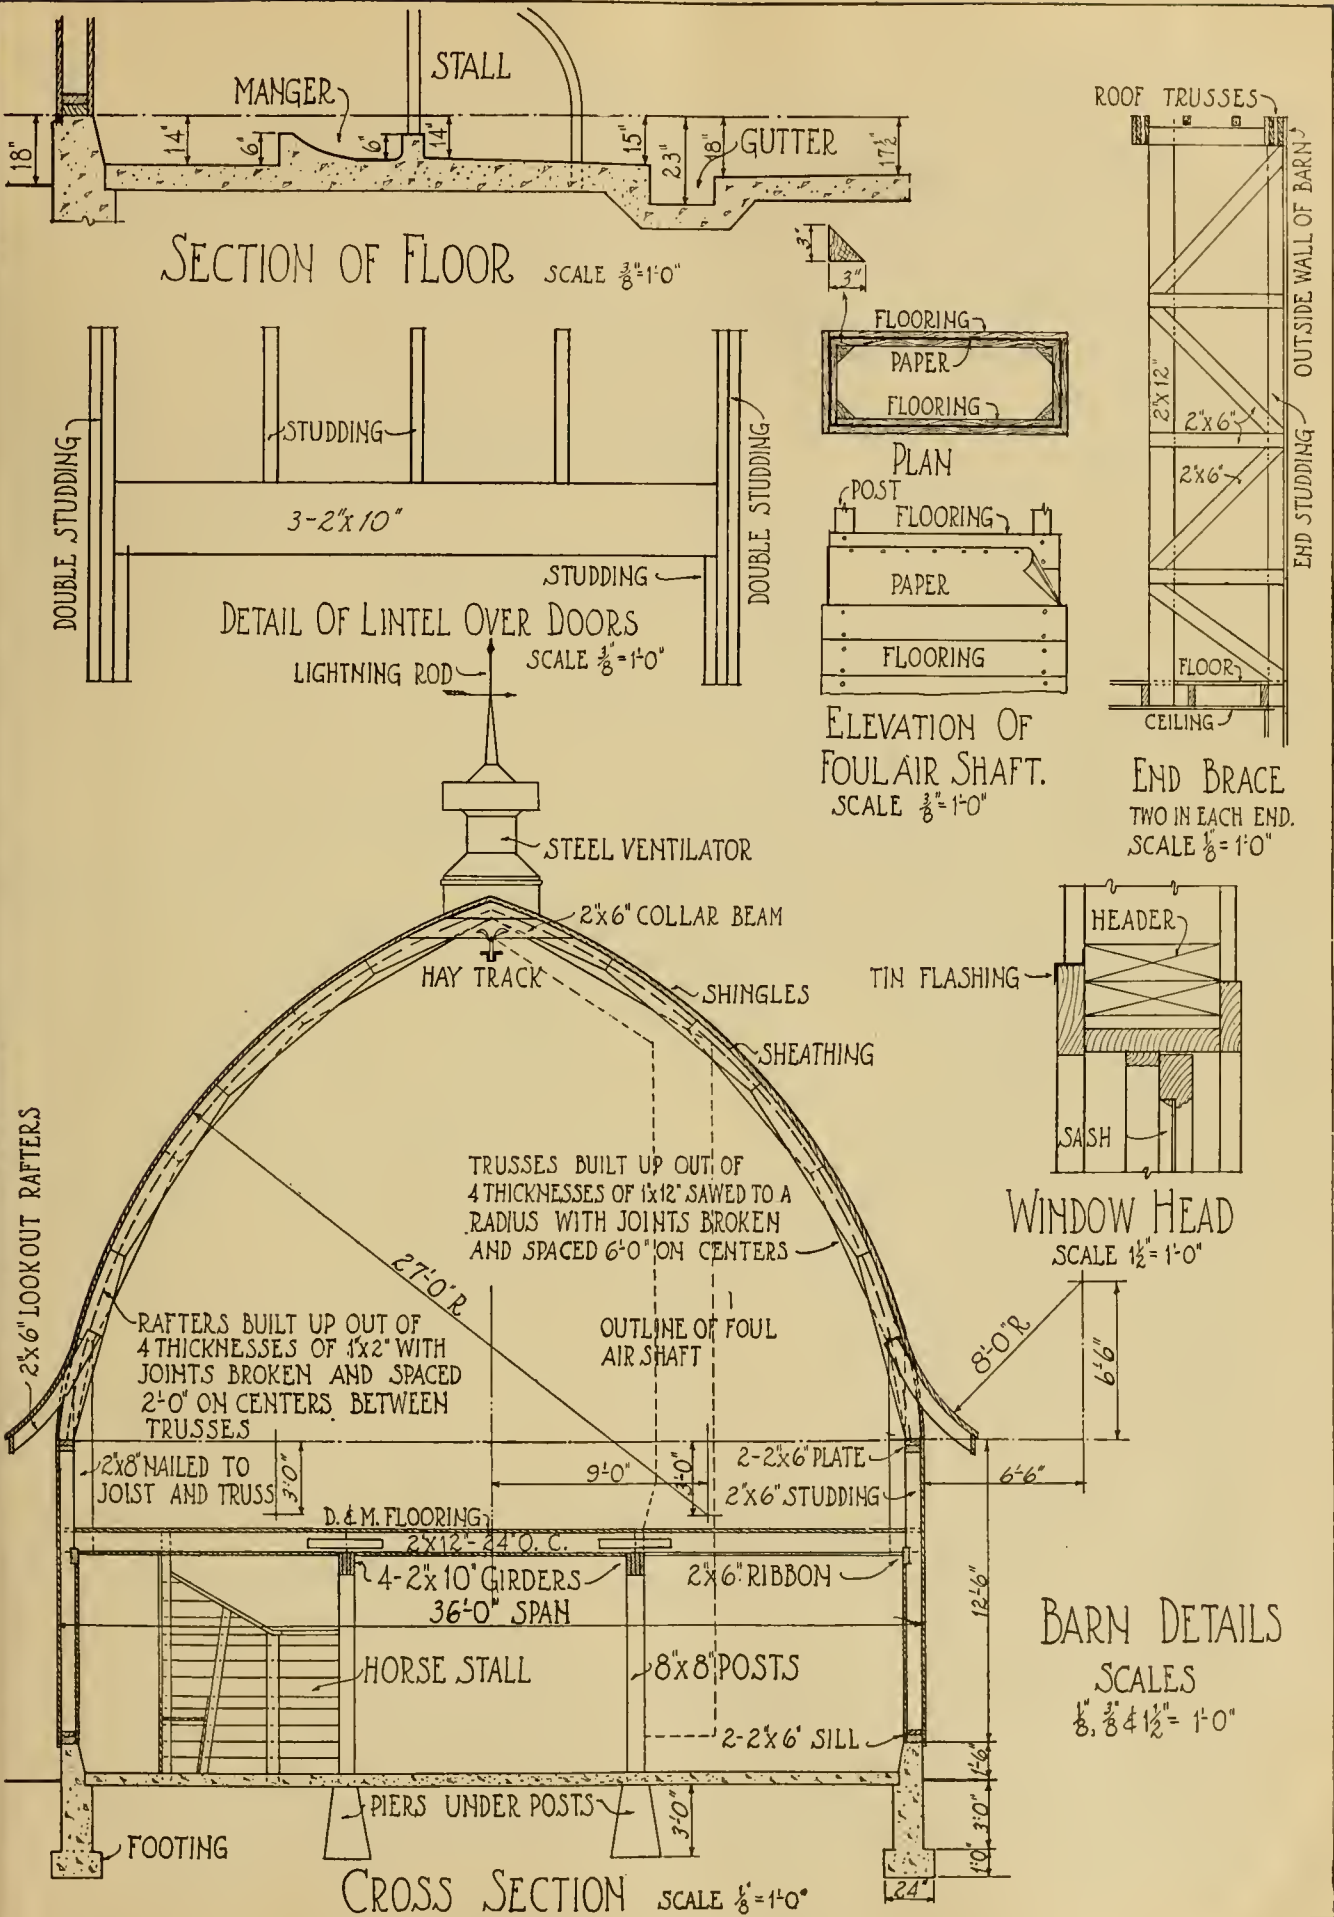 STALL
MANGER
18"
14"
6"
6"
14"
15"
23"
18"
GUTTER
17½"
SECTION OF FLOOR SCALE ⅜"=1'-0"
3"
3"
FLOORING
PAPER
FLOORING
PLAN
DOUBLE STUDDING
STUDDING
3-2"x10"
STUDDING
DOUBLE STUDDING
DETAIL OF LINTEL OVER DOORS
SCALE ⅜"=1'-0"
POST
FLOORING
PAPER
FLOORING
ELEVATION OF
FOUL AIR SHAFT.
SCALE ⅜"=1'-0"
ROOF TRUSSES
OUTSIDE WALL OF BARN
2"x12"
2"x6"
2"x6"
END STUDDING
FLOOR
CEILING
END BRACE
TWO IN EACH END.
SCALE ⅛"=1'-0"
LIGHTNING ROD
STEEL VENTILATOR
2"x6" COLLAR BEAM
HAY TRACK
SHINGLES
SHEATHING
HEADER
TIN FLASHING
SASH
WINDOW HEAD
SCALE 1½"=1'-0"
2"x6" LOOKOUT RAFTERS
TRUSSES BUILT UP OUT OF
4 THICKNESSES OF 1"x12" SAWED TO A
RADIUS WITH JOINTS BROKEN
AND SPACED 6'-0" ON CENTERS
27'-0" R
RAFTERS BUILT UP OUT OF
4 THICKNESSES OF 1"x2" WITH
JOINTS BROKEN AND SPACED
2'-0" ON CENTERS BETWEEN
TRUSSES
OUTLINE OF FOUL
AIR SHAFT
8'-0" R
6'-6"
2"x8" NAILED TO
JOIST AND TRUSS
3'-0"
9'-0"
3'-0"
2-2"x6" PLATE
2"x6" STUDDING
6'-6"
D. & M. FLOORING
2"x12"-24" O.C.
4-2"x10" GIRDERS
2"x6" RIBBON
36'-0" SPAN
12'-6"
HORSE STALL
8"x8" POSTS
2-2"x6" SILL
1'-6"
PIERS UNDER POSTS
3'-0"
3'-0"
1'-0"
FOOTING
24"
CROSS SECTION SCALE ⅛"=1'-0"
BARN DETAILS
SCALES
⅛", ⅜" & 1½"=1'-0"